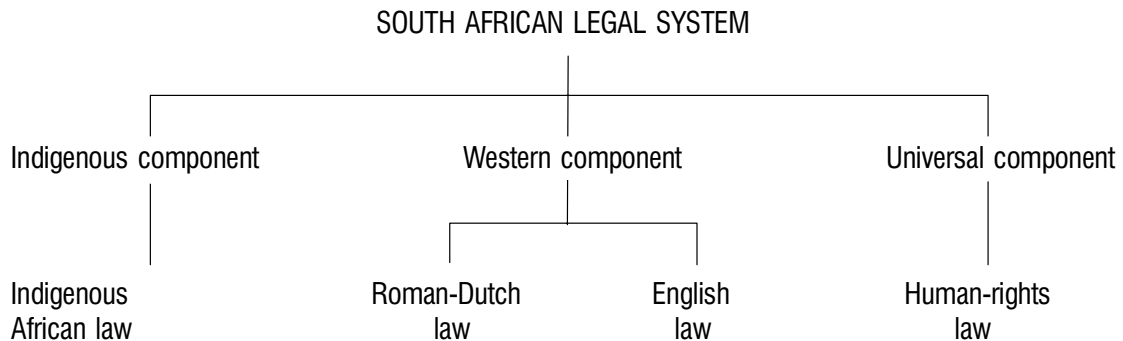 SOUTH AFRICAN LEGAL SYSTEM
Indigenous component
Western component
Universal component
Indigenous
African law
Roman-Dutch
law
English
law
Human-rights
law